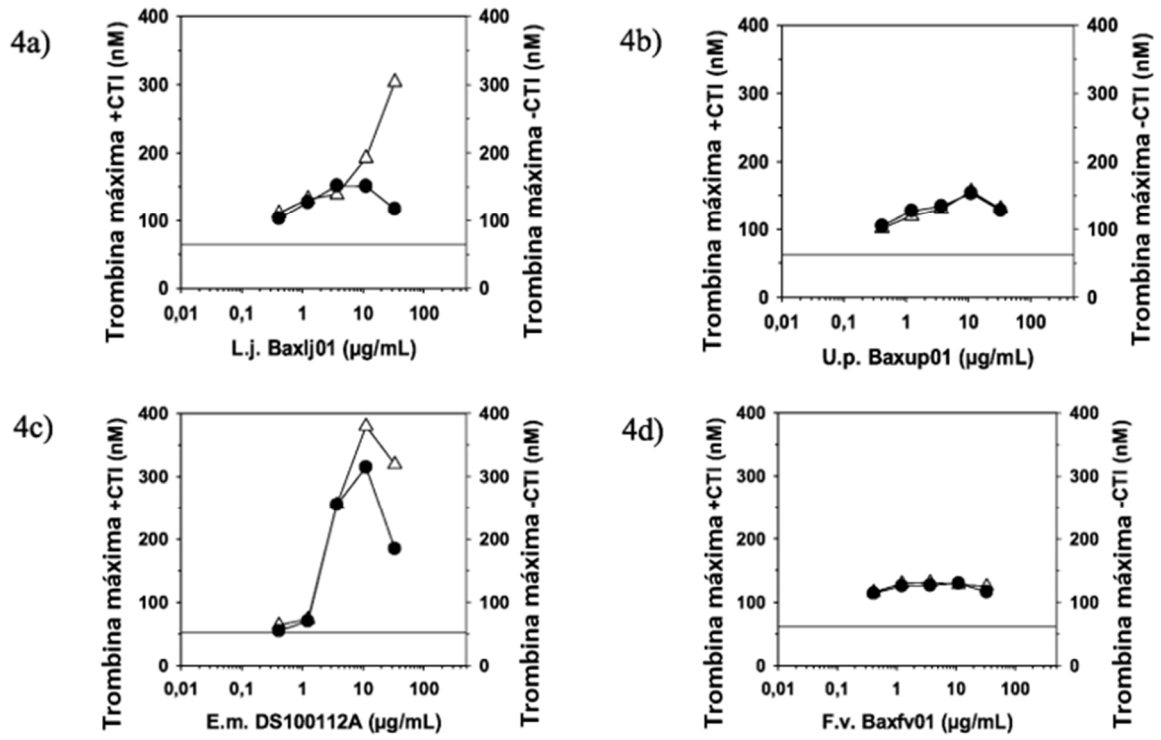 4a)
Trombina máxima +CTI (nM)
400
300
200
100
0
400
300
200
100
0
Trombina máxima -CTI (nM)
0,01 0,1 1 10 100
L.j. Baxlj01 (µg/mL)
4b)
Trombina máxima +CTI (nM)
400
350
300
250
200
150
100
50
0
400
300
200
100
0
Trombina máxima -CTI (nM)
0,01 0,1 1 10 100
U.p. Baxup01 (µg/mL)
4c)
Trombina máxima +CTI (nM)
400
300
200
100
0
400
300
200
100
0
Trombina máxima -CTI (nM)
0,01 0,1 1 10 100
E.m. DS100112A (µg/mL)
4d)
Trombina máxima +CTI (nM)
400
300
200
100
0
400
300
200
100
0
Trombina máxima -CTI (nM)
0,01 0,1 1 10 100
F.v. Baxfv01 (µg/mL)